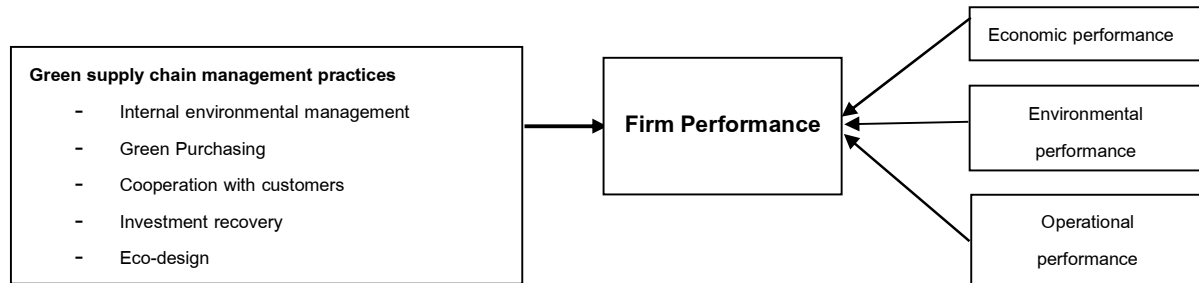 Green supply chain management practices
- Internal environmental management
- Green Purchasing
- Cooperation with customers
- Investment recovery
- Eco-design
Firm Performance
Economic performance
Environmental
performance
Operational
performance